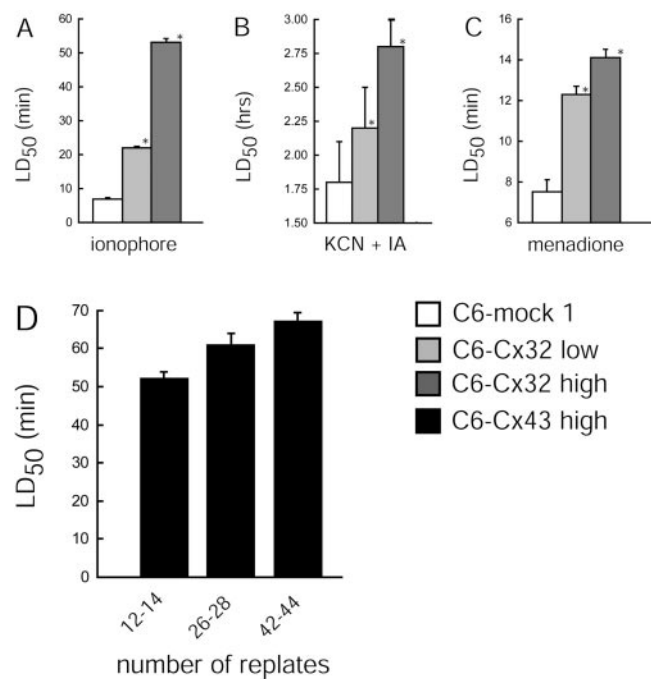 A
LD50 (min)
60
50
40
30
20
10
0
*
*
ionophore
B
LD50 (hrs)
3.00
2.75
2.50
2.25
2.00
1.75
1.50
*
*
KCN + IA
C
LD50 (min)
16
14
12
10
8
6
*
*
menadione
D
LD50 (min)
70
60
50
40
30
20
10
0
12-14
26-28
42-44
number of replates
C6-mock 1
C6-Cx32 low
C6-Cx32 high
C6-Cx43 high